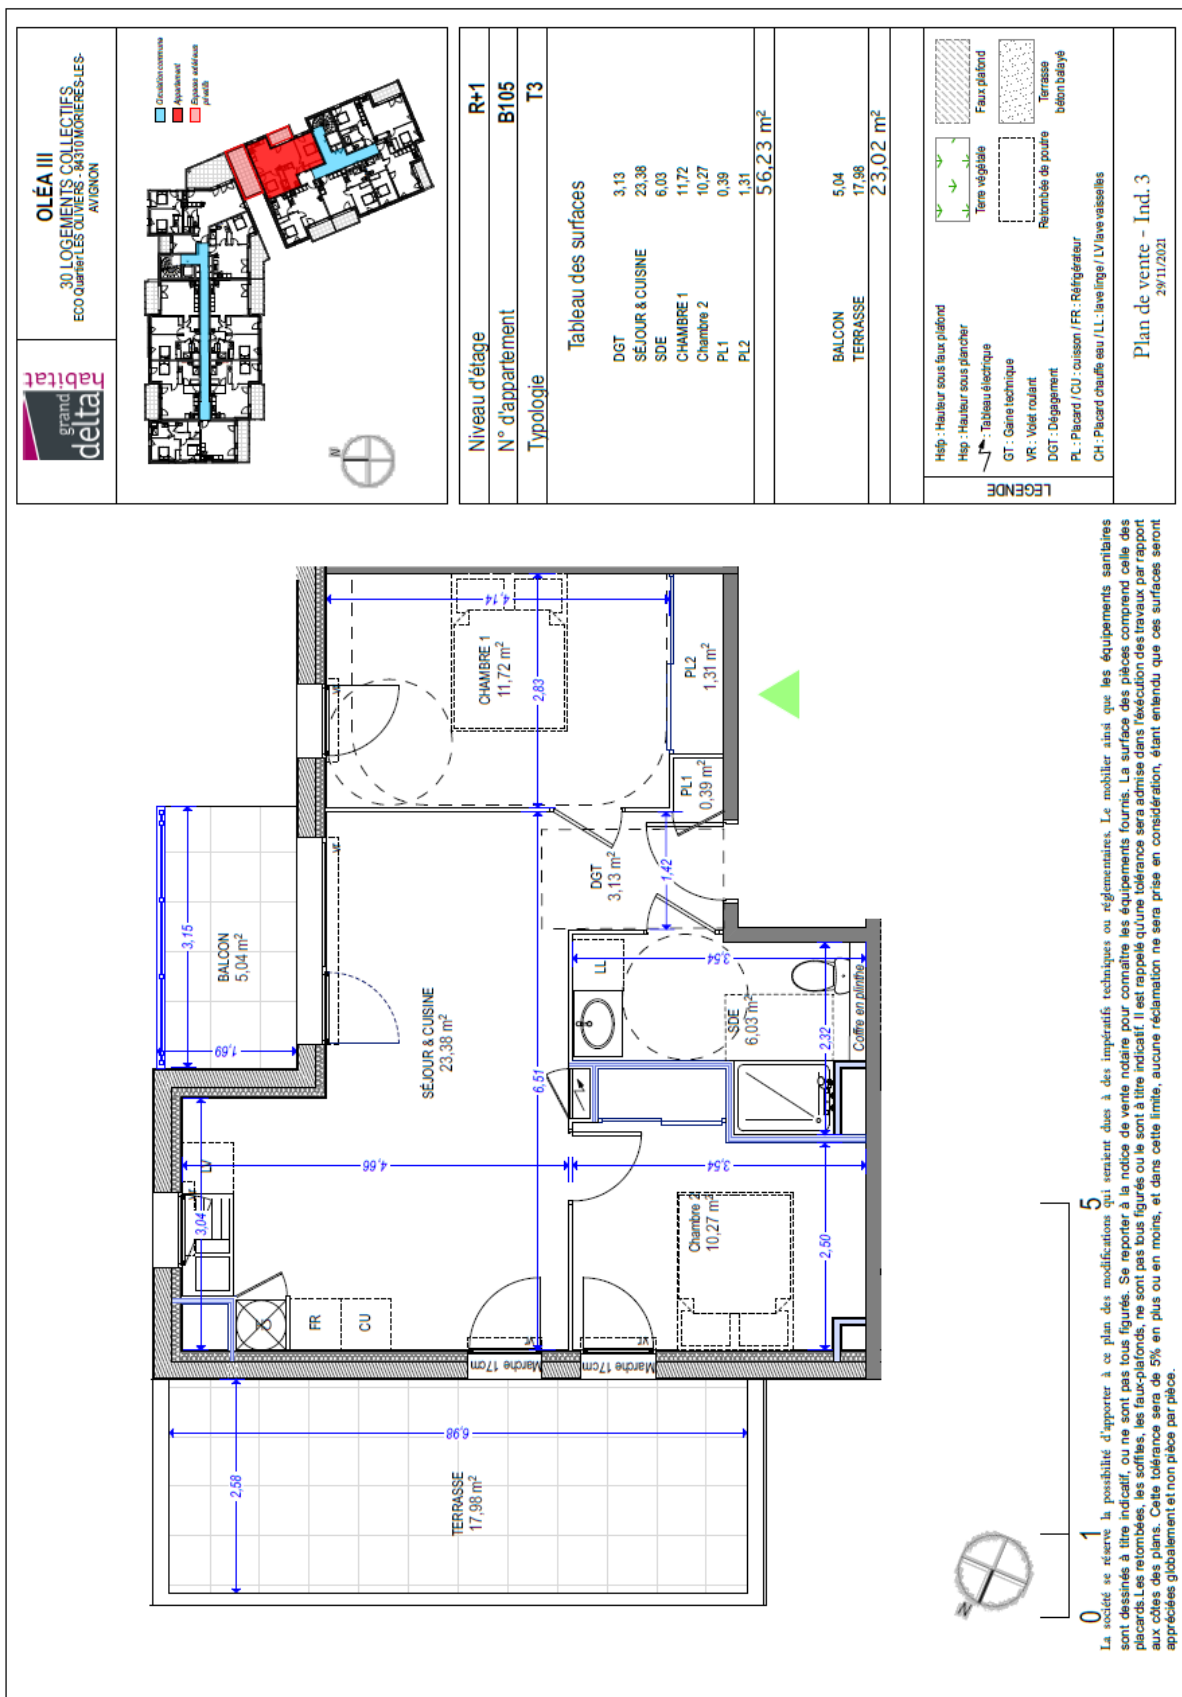 grand
delta
habitat
OLÉA III
30 LOGEMENTS COLLECTIFS
ECO Quartier LES OLIVIERS - 84310 MORIERES-LES-
AVIGNON
Circulation commune
Appartement
Espaces extérieurs
privatifs
N
Niveau d'étage R+1
N° d'appartement B105
Typologie T3
Tableau des surfaces
DGT 3,13
SÉJOUR & CUISINE 23,38
SDE 6,03
CHAMBRE 1 11,72
Chambre 2 10,27
PL1 0,39
PL2 1,31
56,23 m²
BALCON 5,04
TERRASSE 17,98
23,02 m²
LEGENDE
Hsfp : Hauteur sous faux plafond
Hsp : Hauteur sous plancher
: Tableau électrique
GT : Gaine technique
VR : Volet roulant
DGT : Dégagement
PL : Placard / CU : cuisson / FR : Réfrigérateur
CH : Placard chauffe eau / LL : lave linge / LV lave vaisselles
Terre végétale
Faux plafond
Retombée de poutre
Terrasse
béton balayé
Plan de vente - Ind. 3
29/11/2021
BALCON
5,04 m²
3,15
1,69
SÉJOUR & CUISINE
23,38 m²
6,51
4,66
3,04
LV
FR
CU
VR
VR
VR
VR
CHAMBRE 1
11,72 m²
4,14
2,83
PL2
1,31 m²
PL1
0,39 m²
DGT
3,13 m²
1,42
LL
SDE
6,03 m²
3,54
2,32
Coffre en plinthe
Chambre 2
10,27 m²
3,54
2,50
Marche 17cm
Marche 17cm
TERRASSE
17,98 m²
6,98
2,58
N
0 1 5
La société se réserve la possibilité d'apporter à ce plan des modifications qui seraient dues à des impératifs techniques ou réglementaires. Le mobilier ainsi que les équipements sanitaires
sont dessinés à titre indicatif, ou ne sont pas tous figurés. Se reporter à la notice de vente notaire pour connaître les équipements fournis. La surface des pièces comprend celle des
placards.Les retombées, les soffites, les faux-plafonds, ne sont pas tous figurés ou le sont à titre indicatif. Il est rappelé qu'une tolérance sera admise dans l'éxécution des travaux par rapport
aux côtes des plans. Cette tolérance sera de 5% en plus ou en moins, et dans cette limite, aucune réclamation ne sera prise en considération, étant entendu que ces surfaces seront
appréciées globalement et non pièce par pièce.